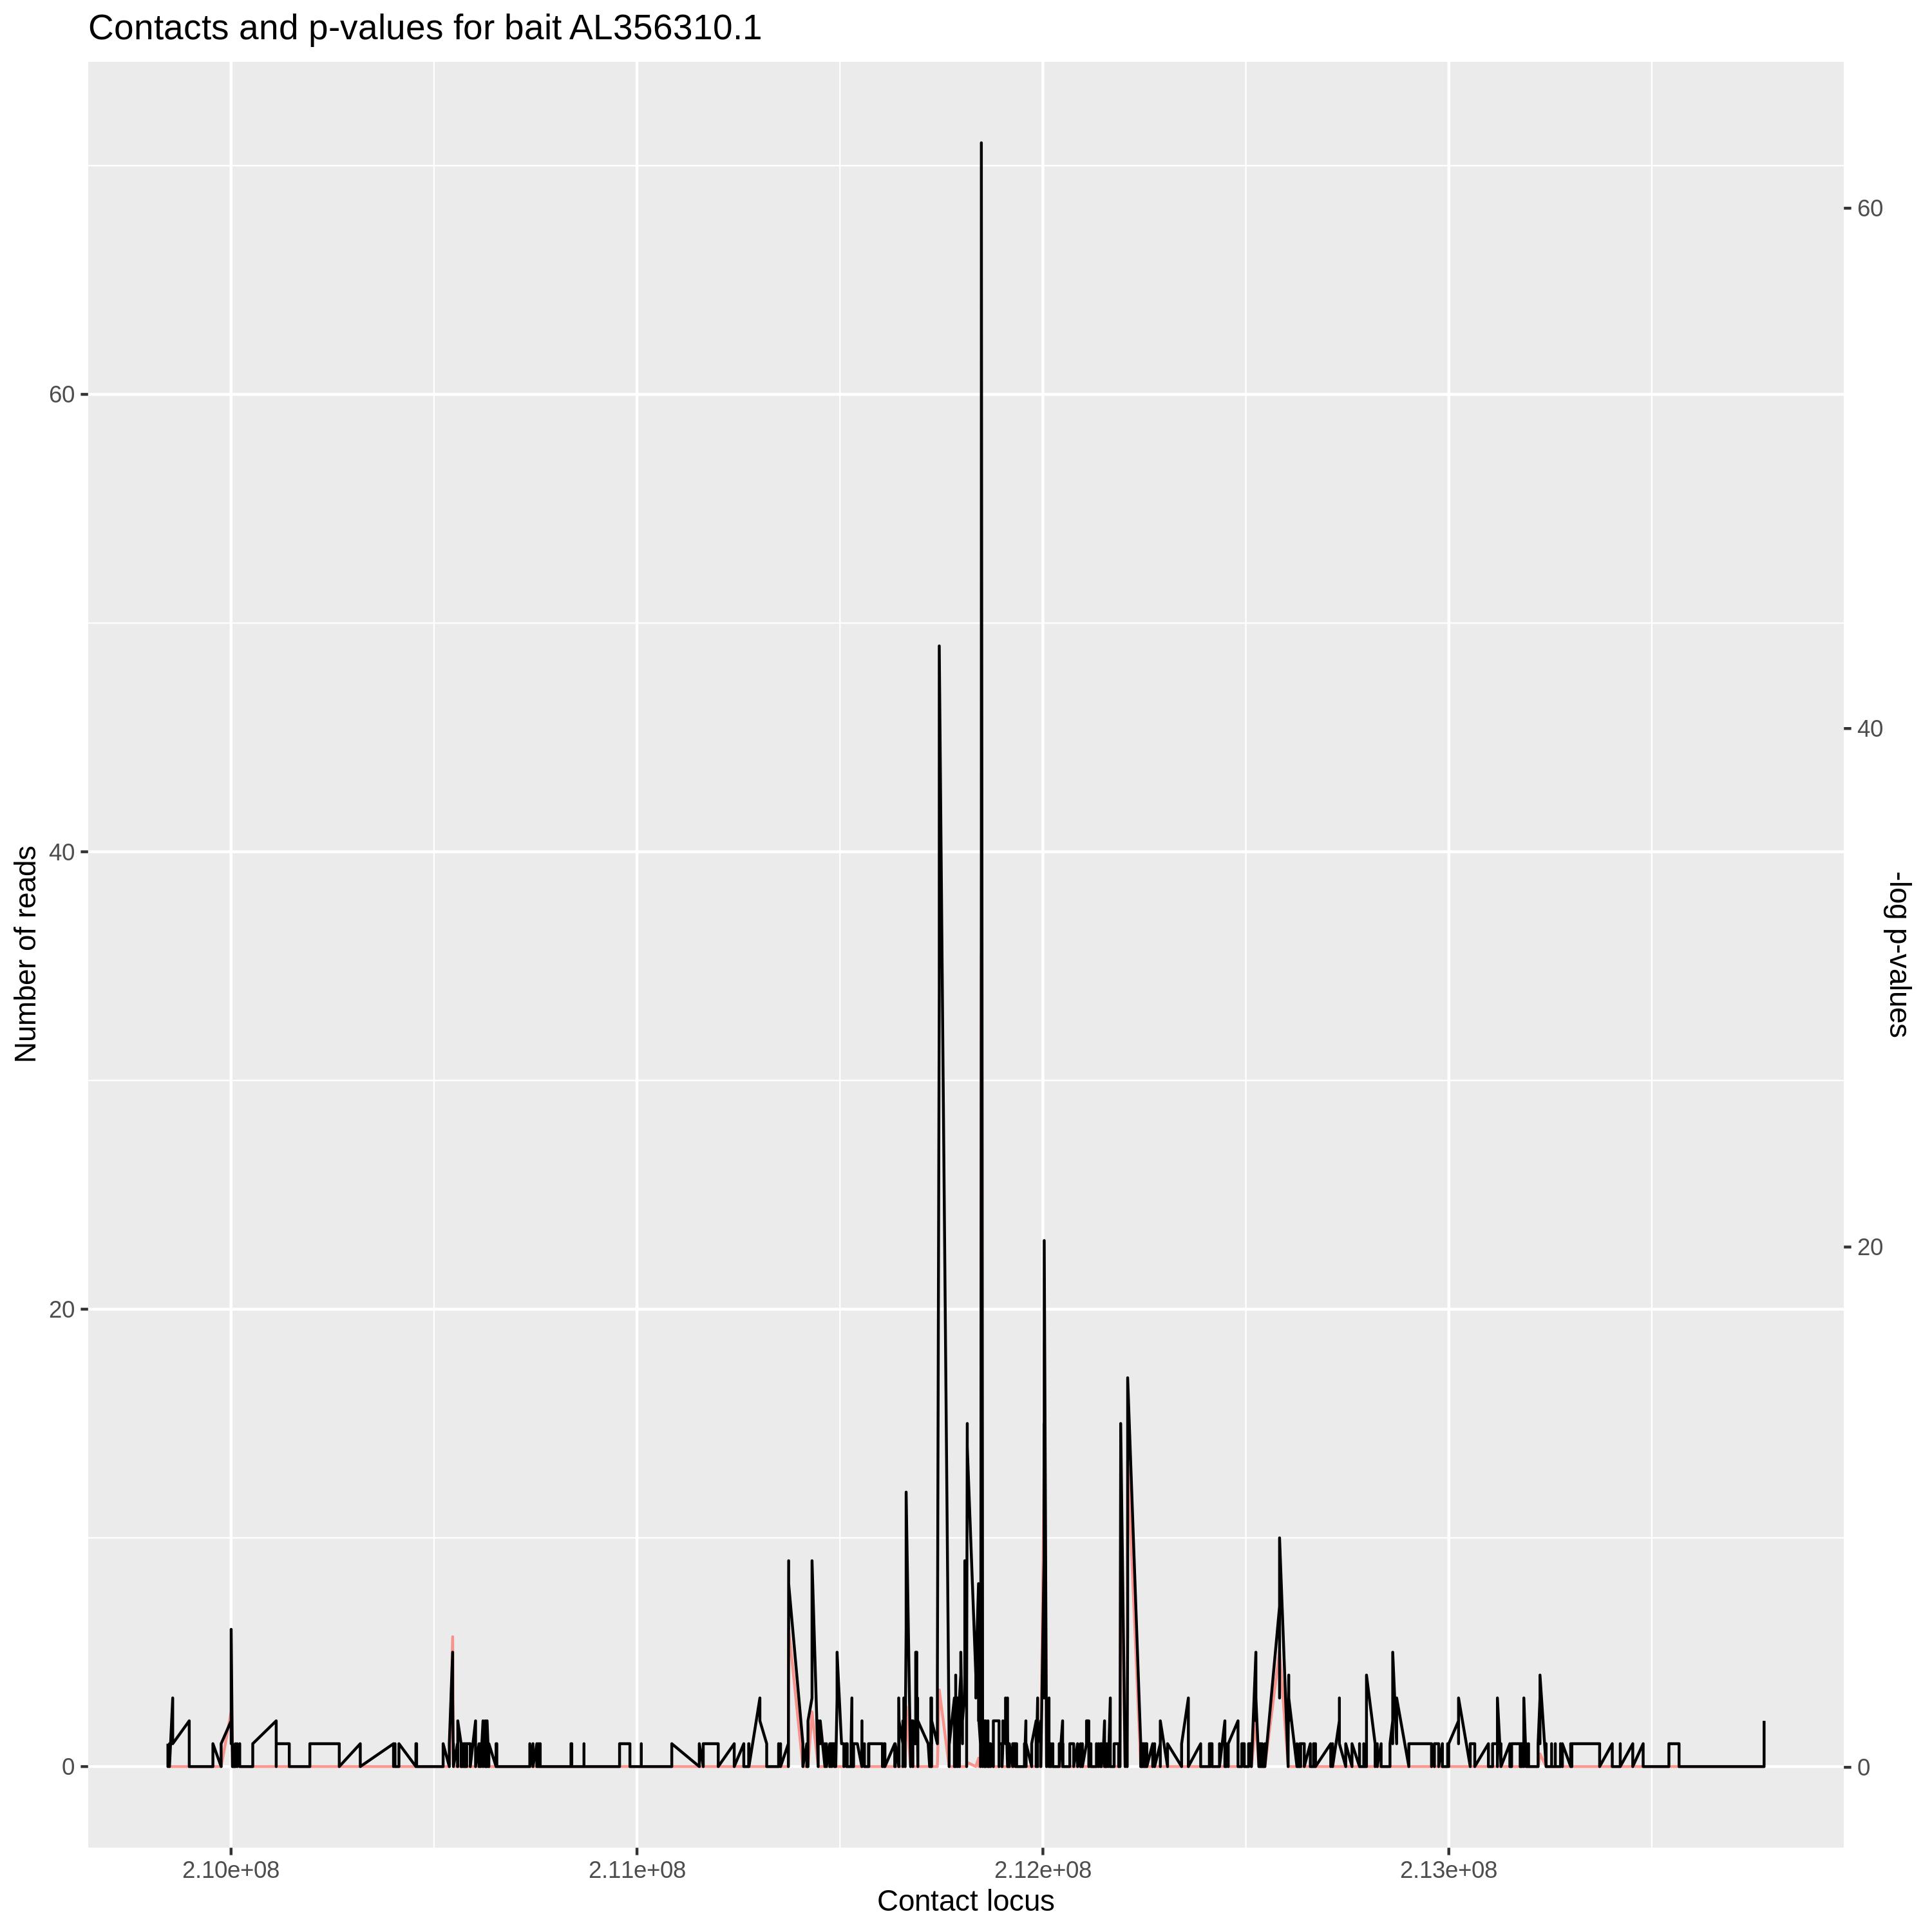 Contacts and p-values for bait AL356310.1
60
40
20
0
Number of reads
60
40
20
0
-log p-values
2.10e+08 2.11e+08 2.12e+08 2.13e+08
Contact locus